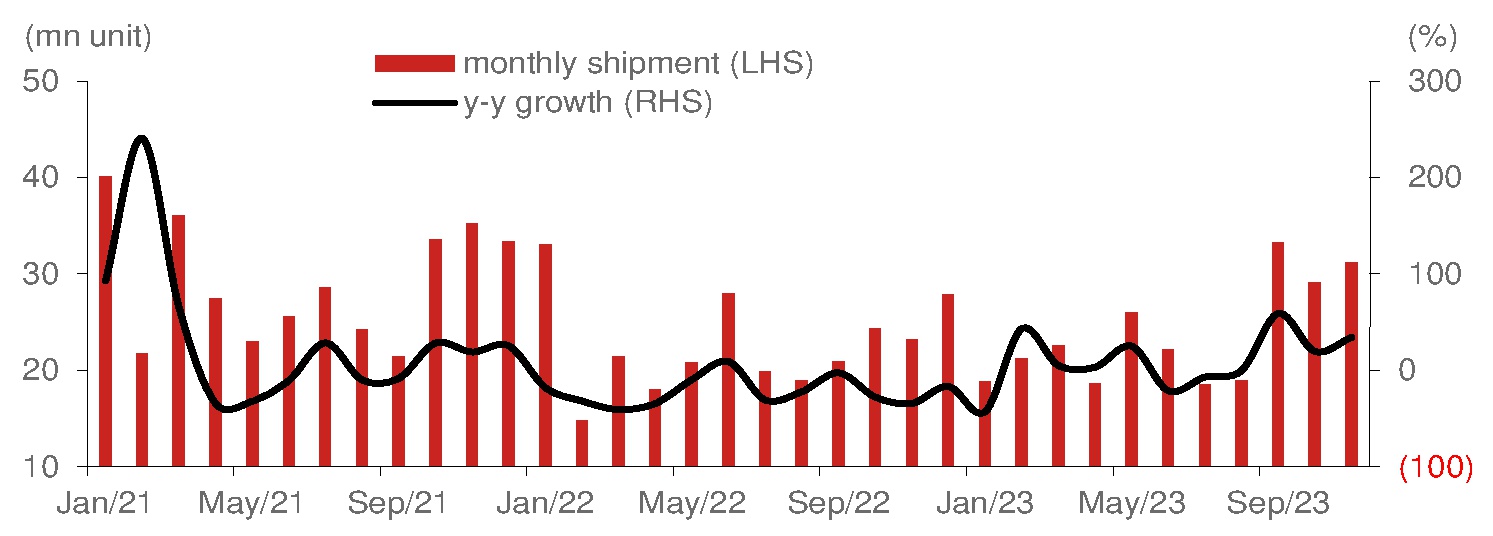 (mn unit)
(%)
monthly shipment (LHS)
y-y growth (RHS)
50
300
40
200
30
100
20
0
10
(100)
Jan/21 May/21 Sep/21 Jan/22 May/22 Sep/22 Jan/23 May/23 Sep/23